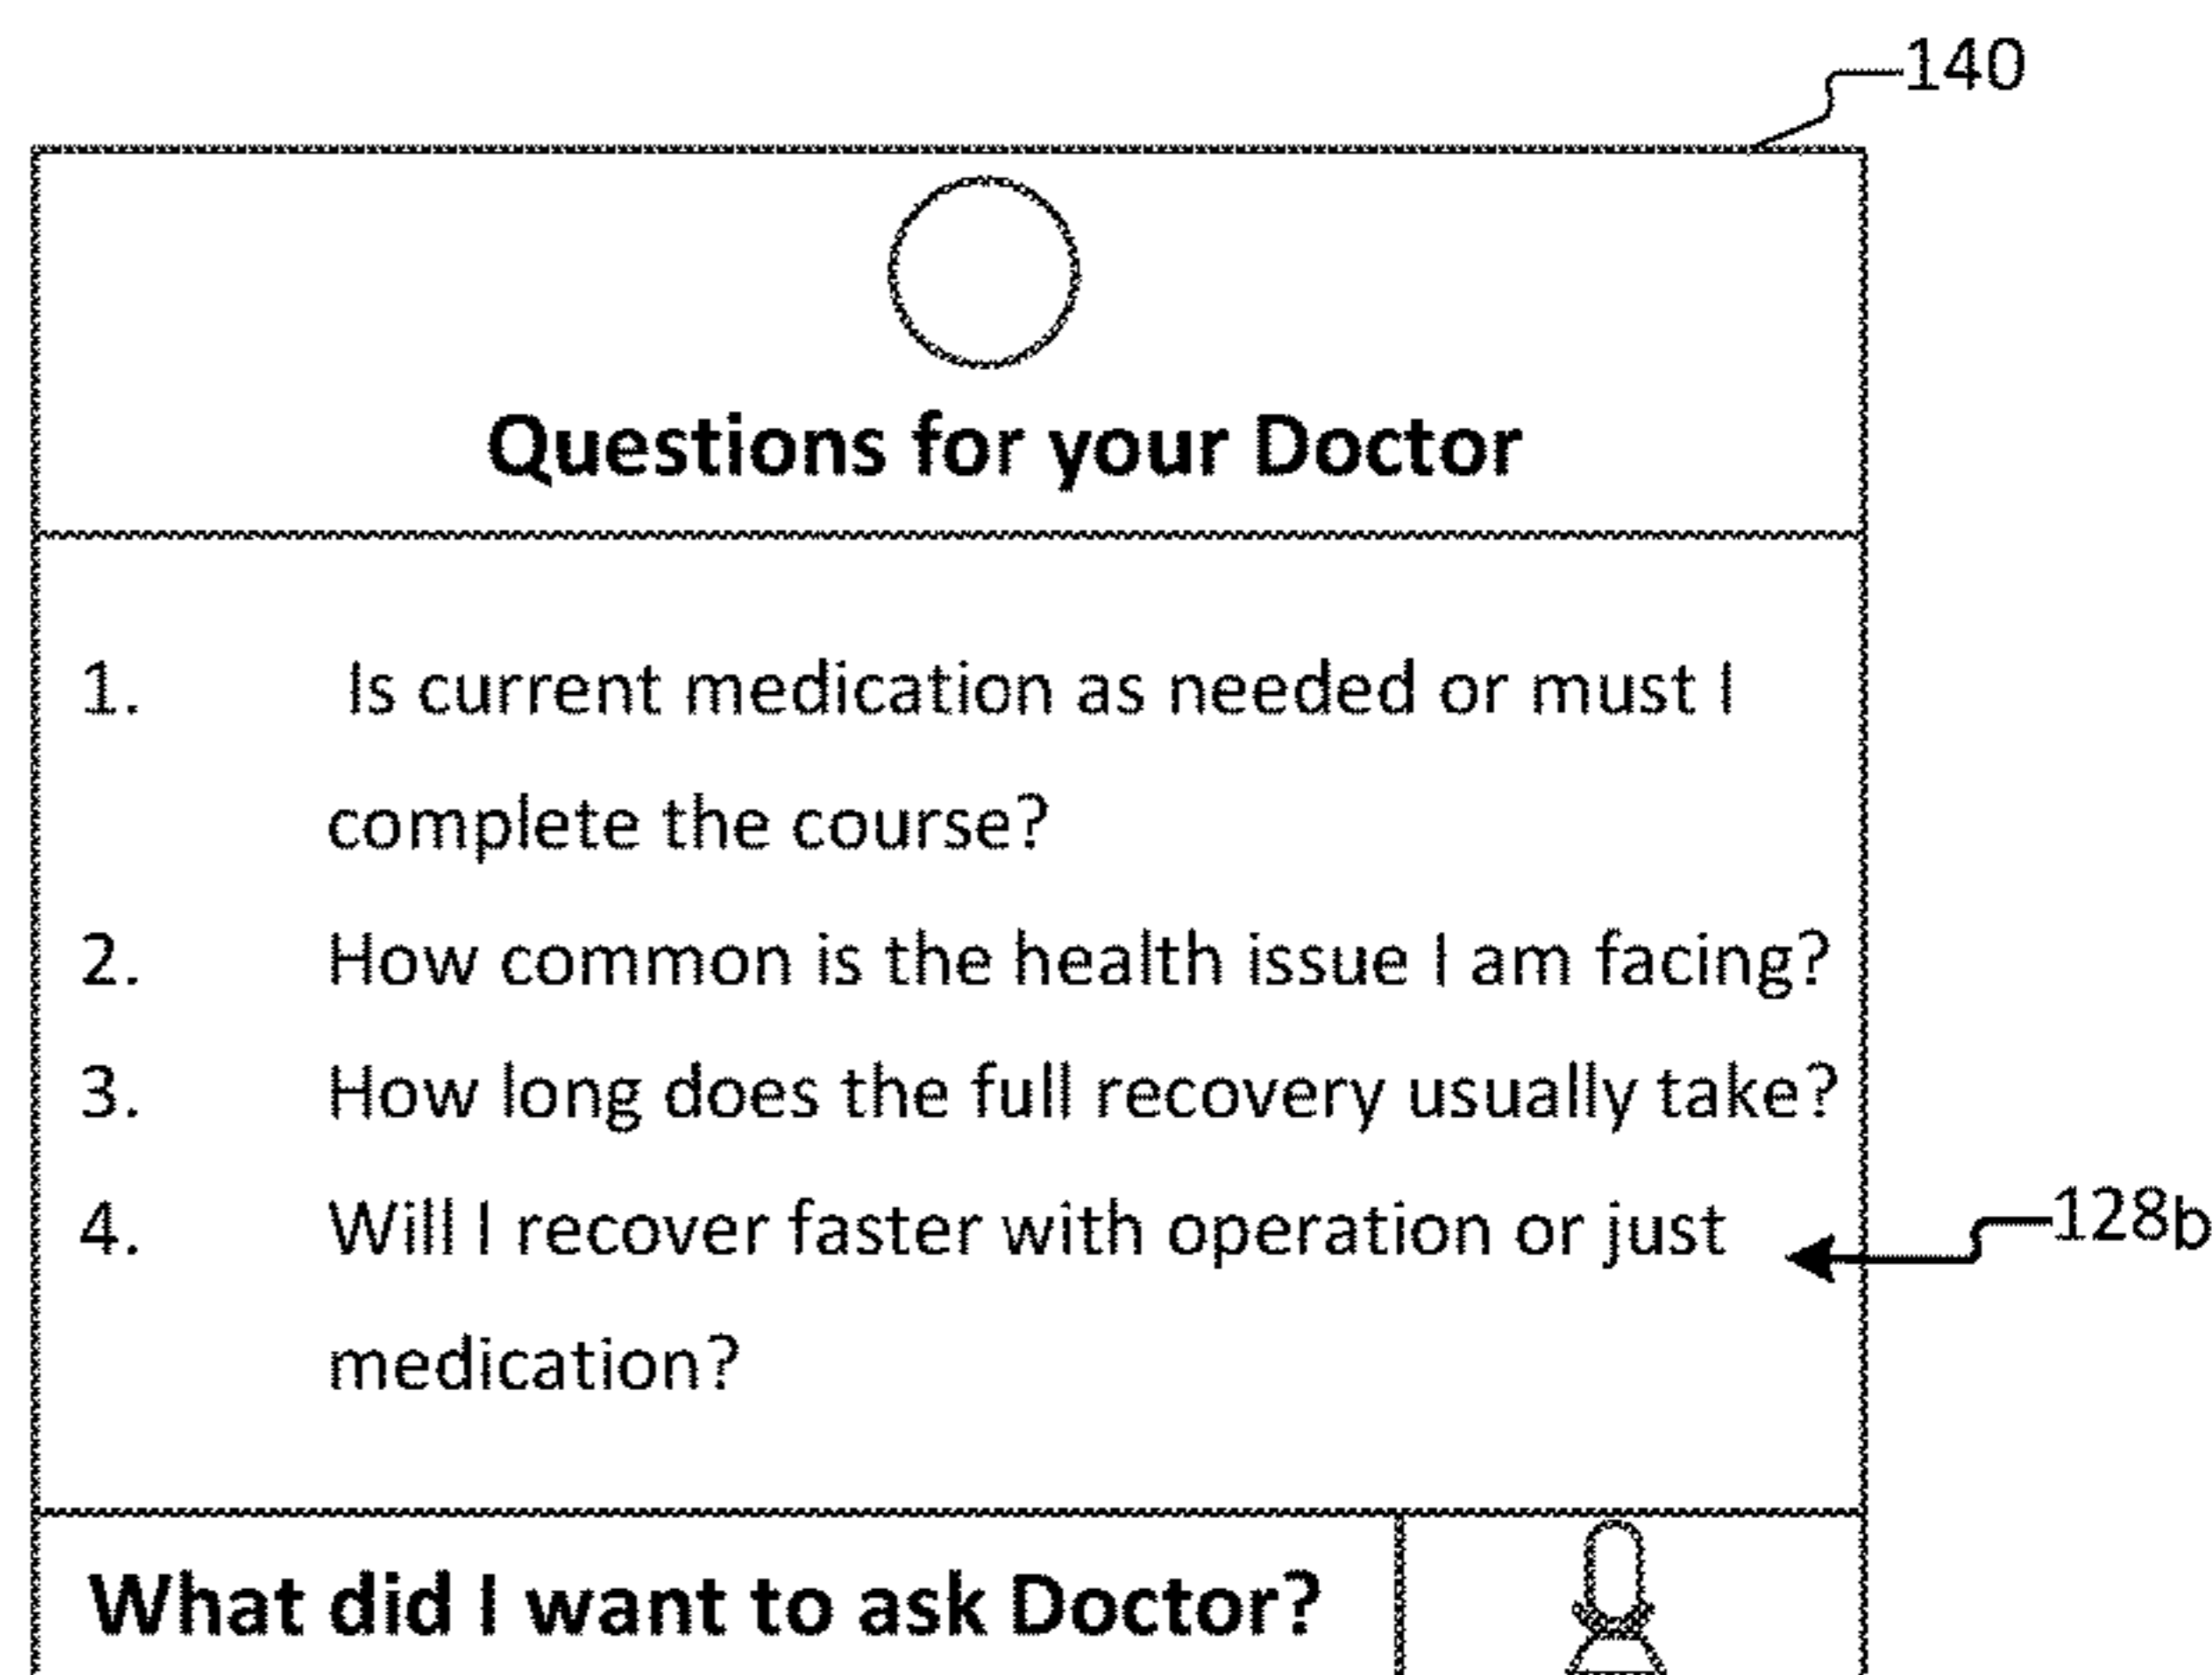 140
Questions for your Doctor
1. Is current medication as needed or must I
complete the course?
2. How common is the health issue I am facing?
3. How long does the full recovery usually take?
4. Will I recover faster with operation or just
128b
medication?
What did I want to ask Doctor?